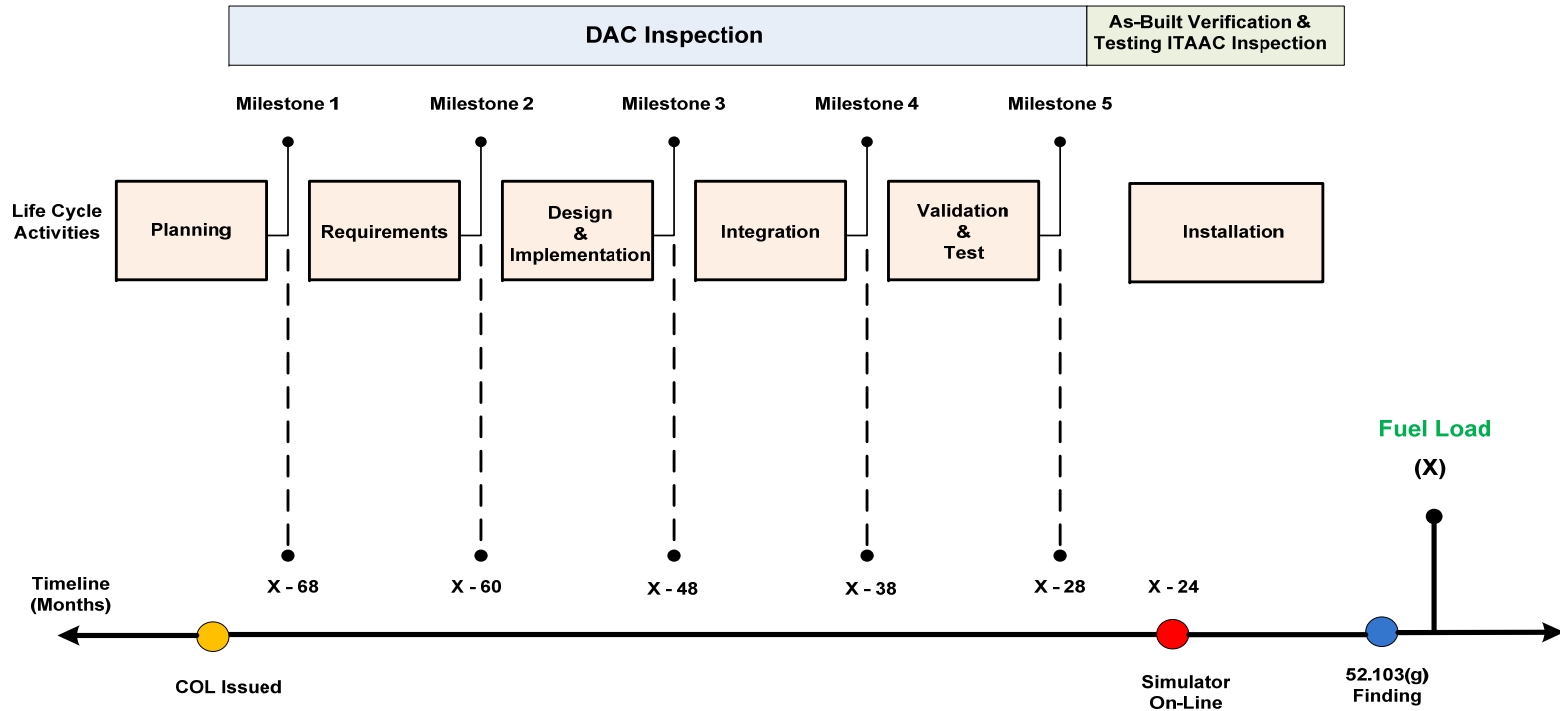 DAC Inspection
As-Built Verification &
Testing ITAAC Inspection
Milestone 1
Milestone 2
Milestone 3
Milestone 4
Milestone 5
Life Cycle
Activities
Planning
Requirements
Design
&
Implementation
Integration
Validation
&
Test
Installation
Fuel Load
(X)
Timeline
(Months)
X - 68
X - 60
X - 48
X - 38
X - 28
X - 24
COL Issued
Simulator
On-Line
52.103(g)
Finding